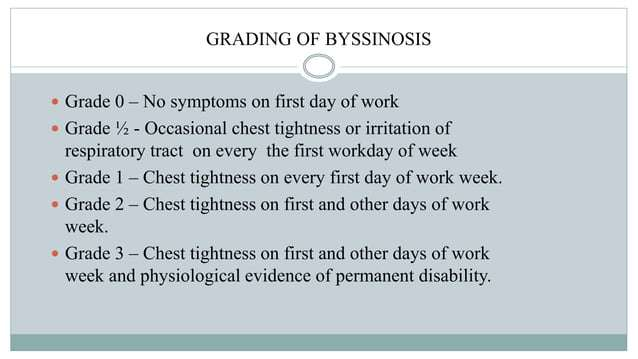 GRADING OF BYSSINOSIS
• Grade 0 – No symptoms on first day of work
• Grade ½ - Occasional chest tightness or irritation of
respiratory tract on every the first workday of week
• Grade 1 – Chest tightness on every first day of work week.
• Grade 2 – Chest tightness on first and other days of work
week.
• Grade 3 – Chest tightness on first and other days of work
week and physiological evidence of permanent disability.